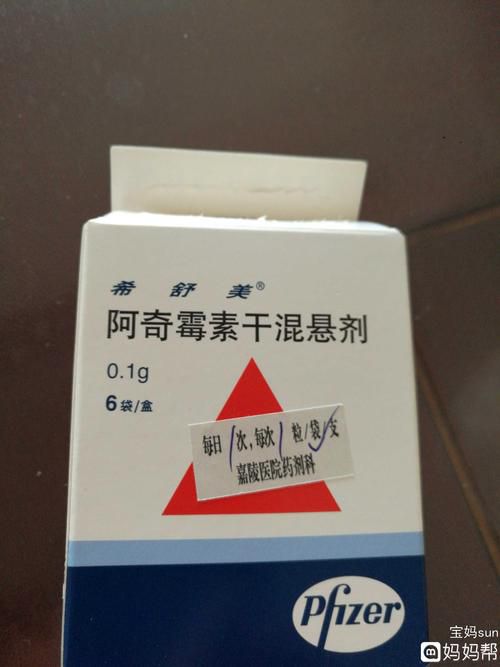 希舒美®
阿奇霉素干混悬剂
0.1g
6袋/盒
每日1次,每次1粒/袋✓支
嘉陵医院药剂科
Pfizer
宝妈sun
妈妈帮